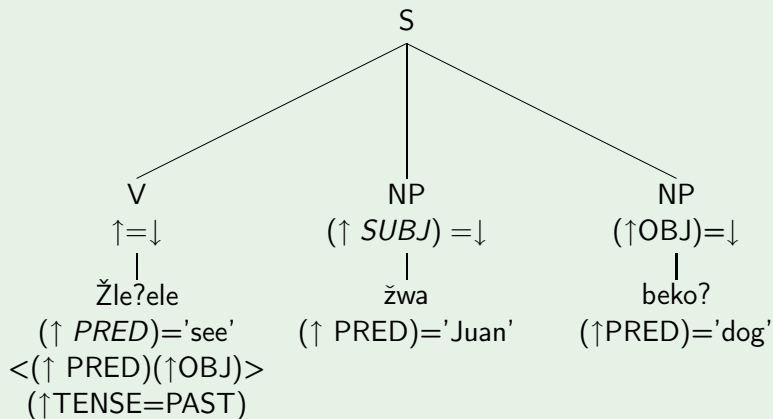 S
V NP NP
↑=↓ (↑ SUBJ) =↓ (↑OBJ)=↓
Žle?ele žwa beko?
(↑ PRED)='see' (↑ PRED)='Juan' (↑PRED)='dog'
<(↑ PRED)(↑OBJ)>
(↑TENSE=PAST)